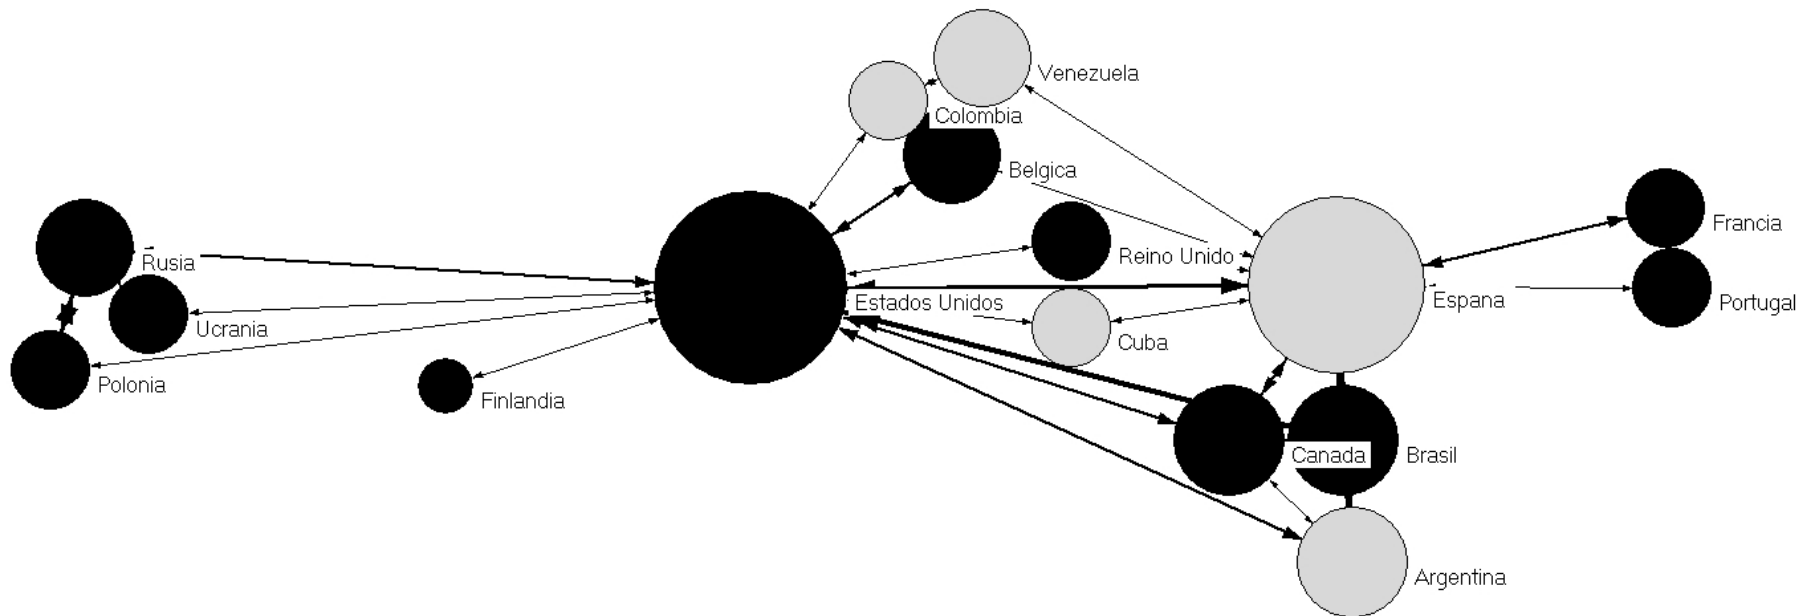 Venezuela
Colombia
Belgica
Francia
Reino Unido
Rusia
Estados Unidos
Espana
Portugal
Ucrania
Cuba
Polonia
Finlandia
Canada
Brasil
Argentina